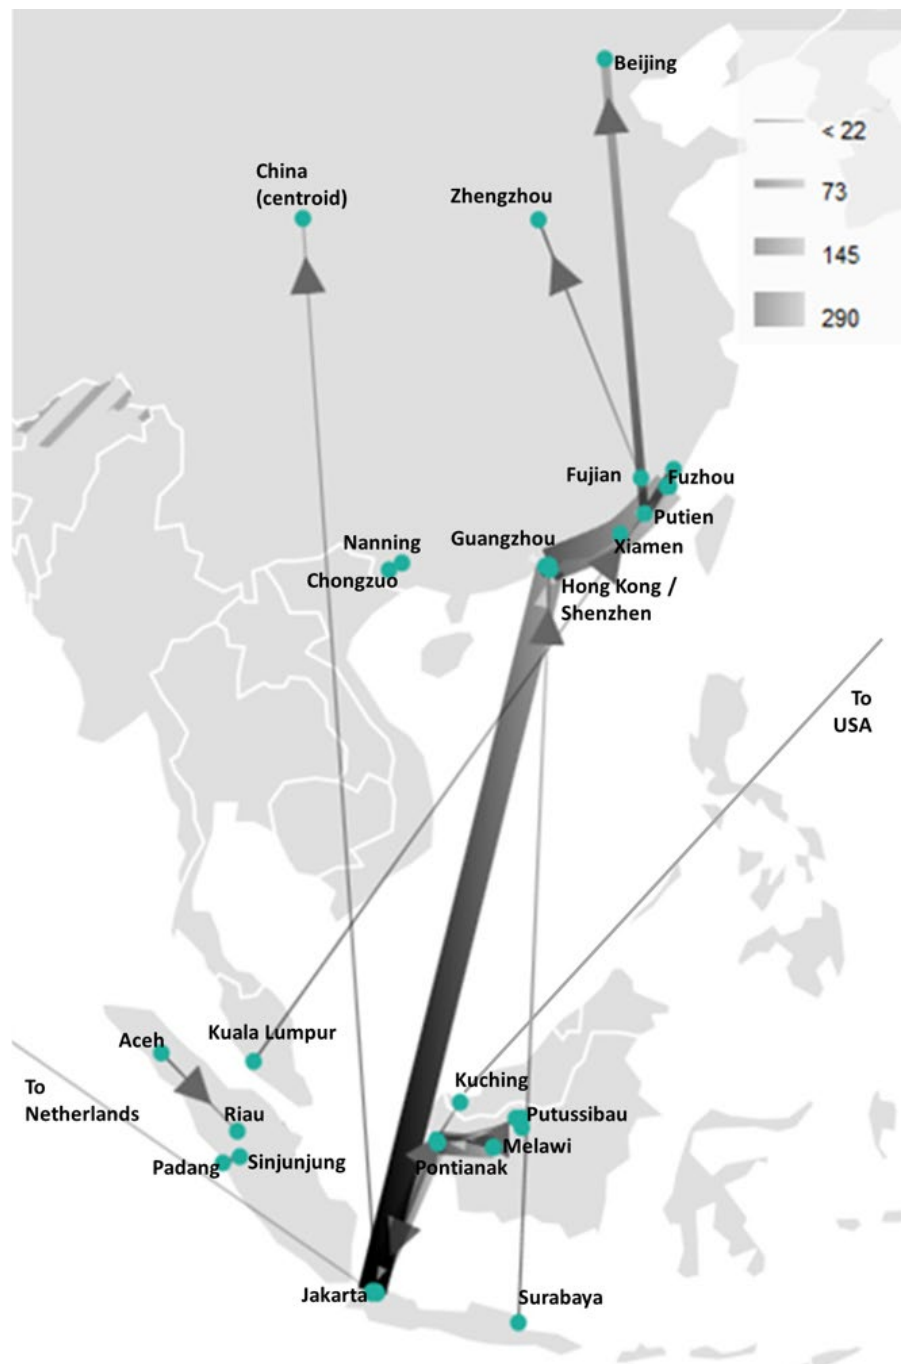 Beijing
< 22
China
(centroid)
73
Zhengzhou
145
290
Fujian
Fuzhou
Putien
Nanning
Guangzhou
Xiamen
Chongzuo
Hong Kong /
Shenzhen
To
USA
Aceh
Kuala Lumpur
To
Netherlands
Kuching
Riau
Putussibau
Padang
Sinjunjung
Melawi
Pontianak
Jakarta
Surabaya